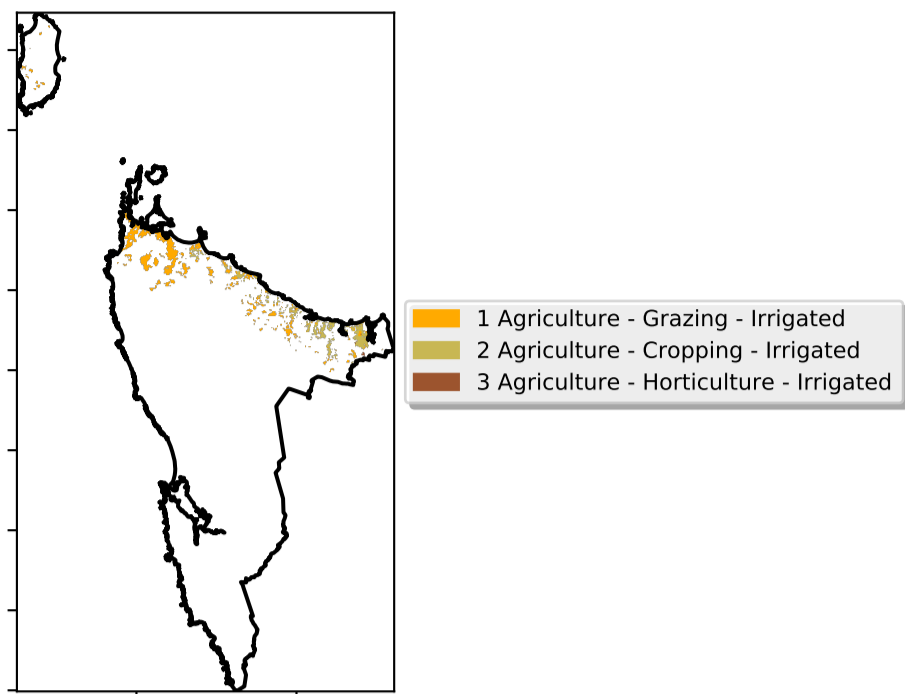 1 Agriculture - Grazing - Irrigated
2 Agriculture - Cropping - Irrigated
3 Agriculture - Horticulture - Irrigated